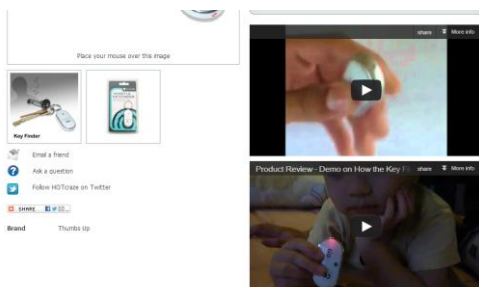 Place your mouse over this image
Key Finder
Email a friend
Ask a question
Follow HOTcraze on Twitter
SHARE
Brand Thumbs Up
share More info
Product Review - Demo on How the Key
share More info